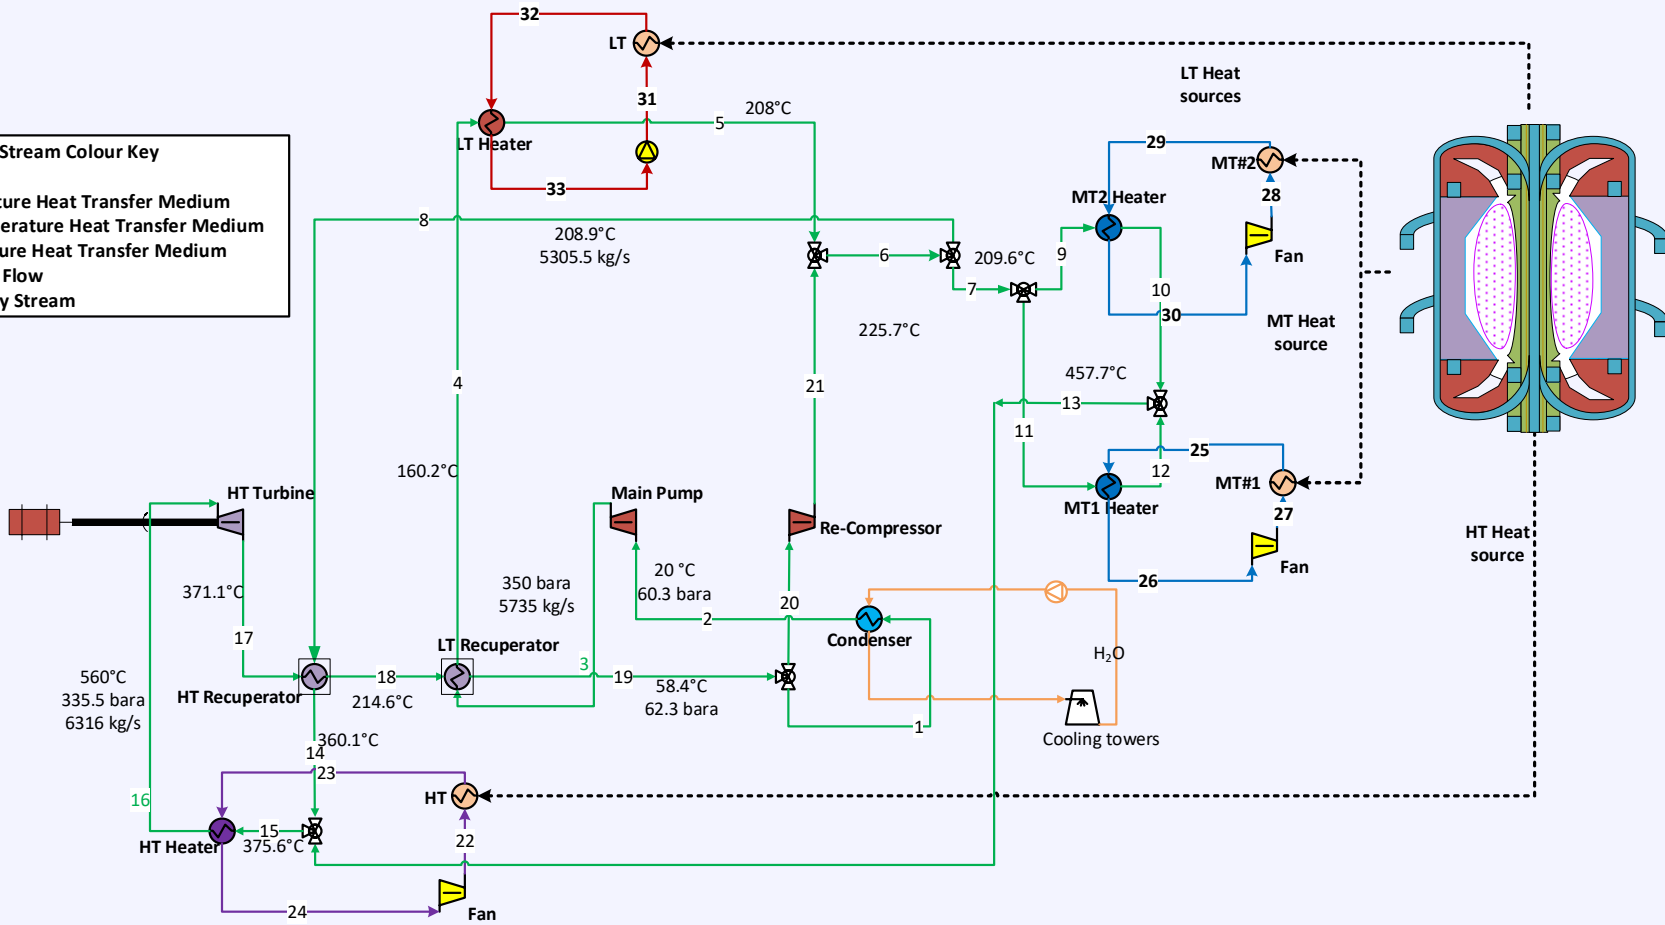 32
LT
LT Heat
sources
31
208°C
5
Stream Colour Key
LT Heater
29
MT#2
33
28
MT2 Heater
ture Heat Transfer Medium
erature Heat Transfer Medium
ure Heat Transfer Medium
Flow
y Stream
8
208.9°C
5305.5 kg/s
6
209.6°C
9
Fan
7
10
30
MT Heat
source
225.7°C
4
21
457.7°C
13
11
25
12
160.2°C
MT#1
HT Turbine
Main Pump
MT1 Heater
27
Re-Compressor
HT Heat
source
Fan
371.1°C
350 bara
5735 kg/s
20 °C
60.3 bara
26
20
2
17
Condenser
LT Recuperator
H2O
3
560°C
335.5 bara
6316 kg/s
18
19
HT Recuperator
214.6°C
58.4°C
62.3 bara
1
360.1°C
14
Cooling towers
23
16
HT
15
375.6°C
HT Heater
22
24
Fan